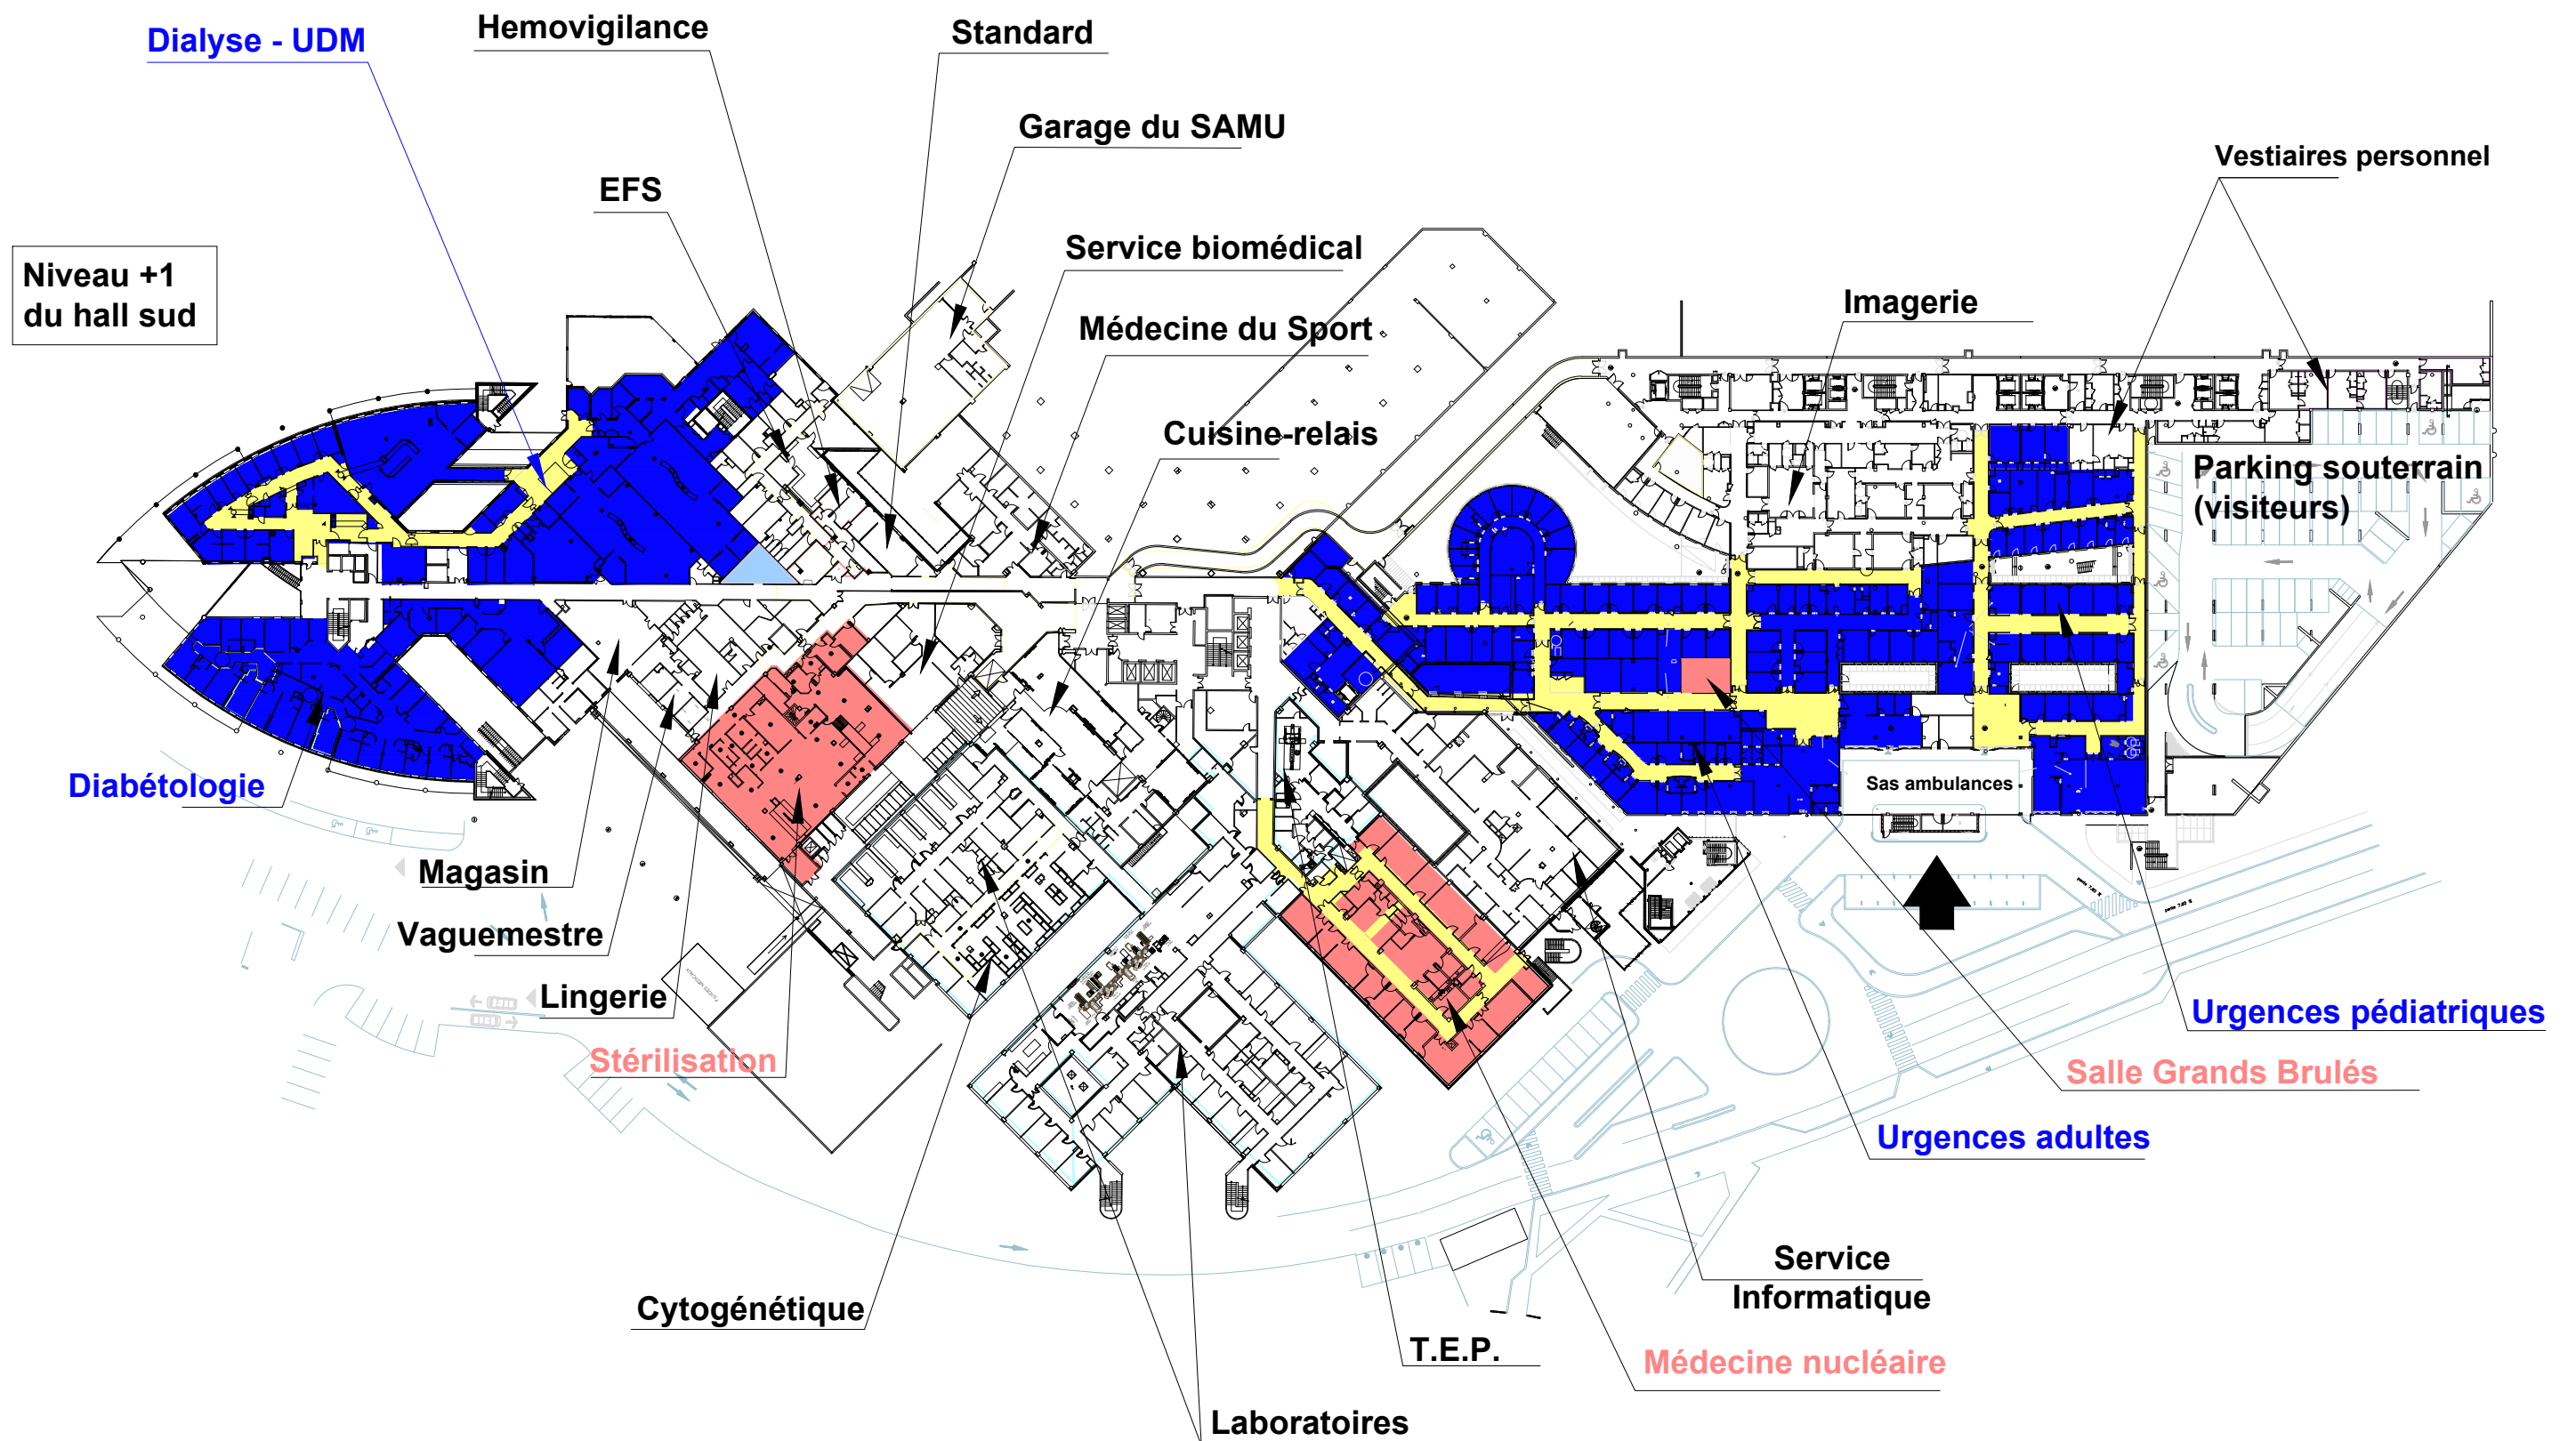 Hemovigilance
Dialyse - UDM
Standard
Garage du SAMU
Vestiaires personnel
EFS
Service biomédical
Niveau +1
du hall sud
Imagerie
Médecine du Sport
Cuisine-relais
Parking souterrain
(visiteurs)
Diabétologie
Sas ambulances
Magasin
Vaguemestre
Lingerie
Urgences pédiatriques
Stérilisation
Salle Grands Brulés
Urgences adultes
Service
Informatique
Cytogénétique
T.E.P.
Médecine nucléaire
Laboratoires